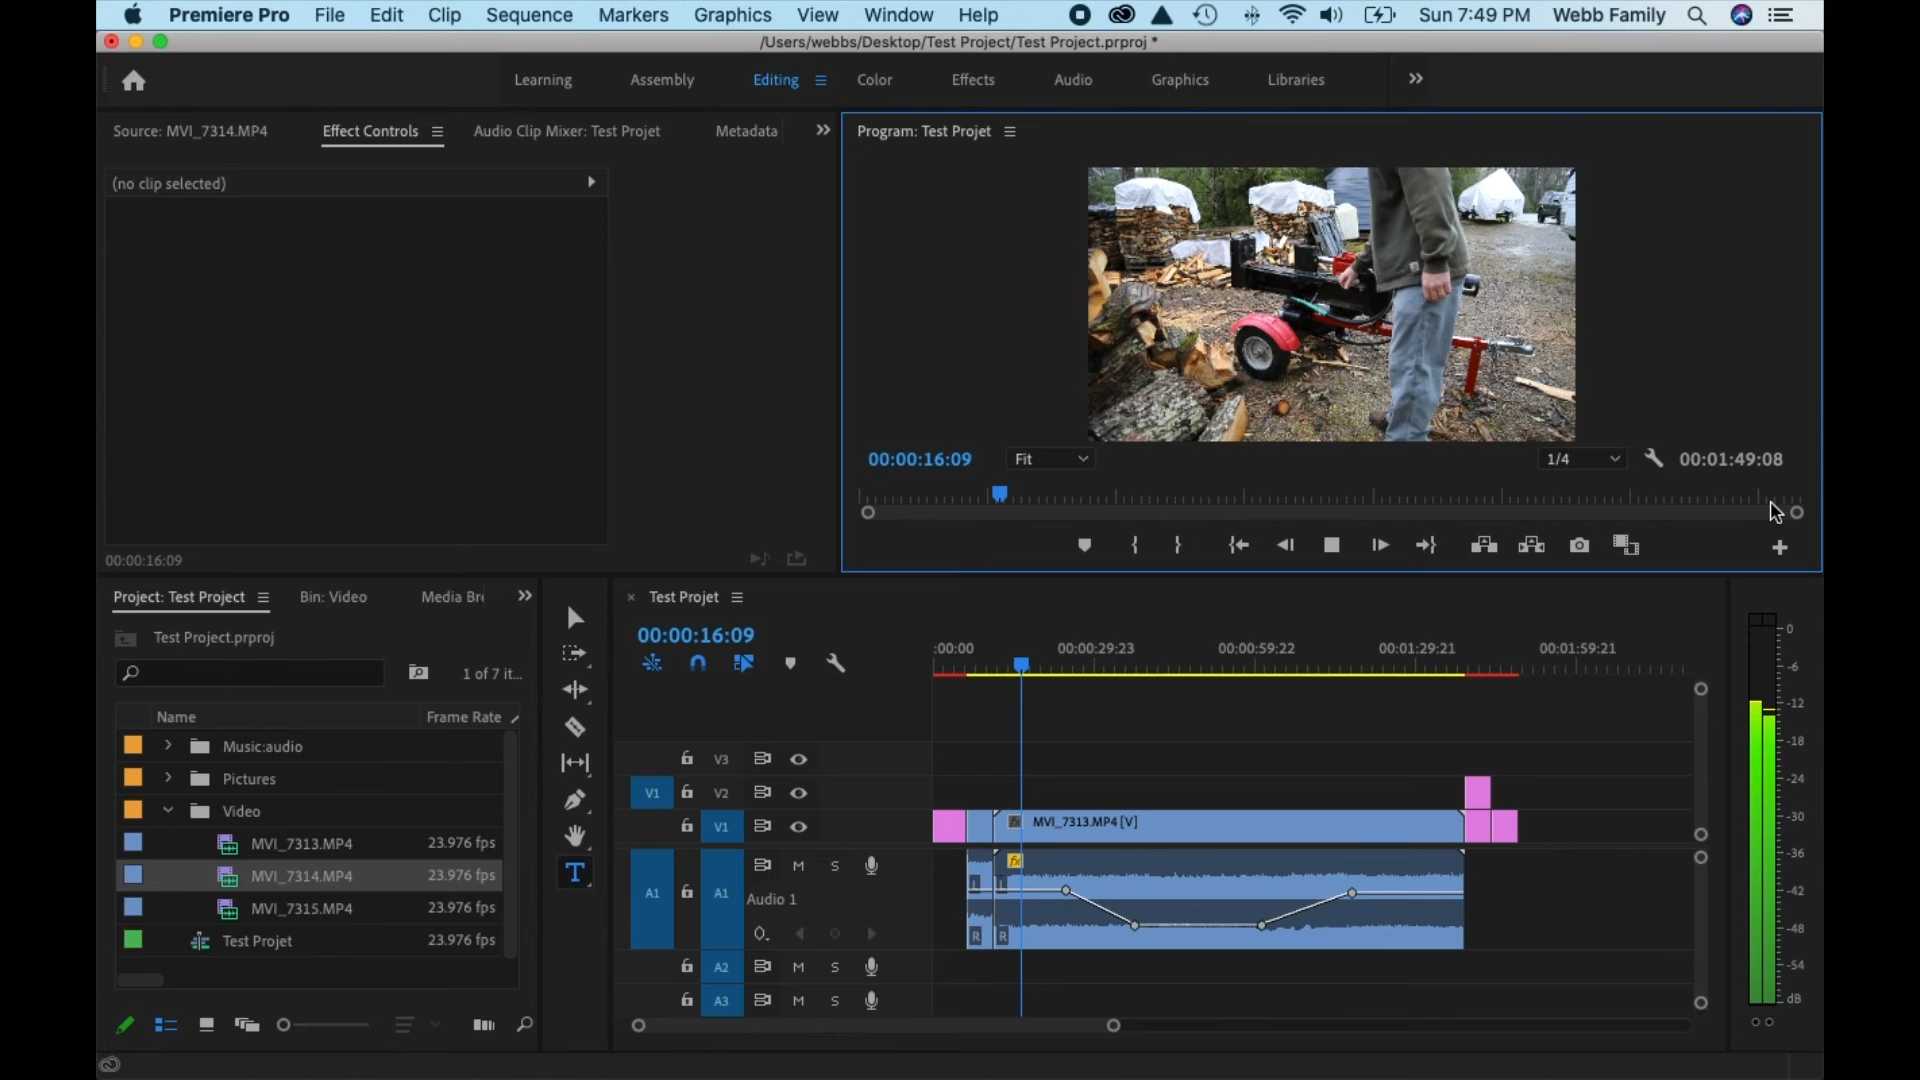 Premiere Pro File Edit Clip Sequence Markers Graphics View Window Help Sun 7:49 PM Webb Family
/Users/webbs/Desktop/Test Project/Test Project.prproj *
Learning Assembly Editing Color Effects Audio Graphics Libraries
Source: MVI_7314.MP4 Effect Controls Audio Clip Mixer: Test Projet Metadata
Program: Test Projet
(no clip selected)
00:00:16:09 Fit 1/4 00:01:49:08
00:00:16:09
Project: Test Project Bin: Video Media Bro
Test Projet
Test Project.prproj
00:00:16:09
1 of 7 it...
:00:00 00:00:29:23 00:00:59:22 00:01:29:21 00:01:59:21
Name Frame Rate
Music:audio
Pictures
Video
MVI_7313.MP4 23.976 fps
MVI_7314.MP4 23.976 fps
MVI_7315.MP4 23.976 fps
Test Projet 23.976 fps
V3
V1 V2
V1 fx MVI_7313.MP4 [V]
M S fx
A1 A1 L L
Audio 1
R R
A2 M S
A3 M S
0
-6
-12
-18
-24
-30
-36
-42
-48
-54
dB